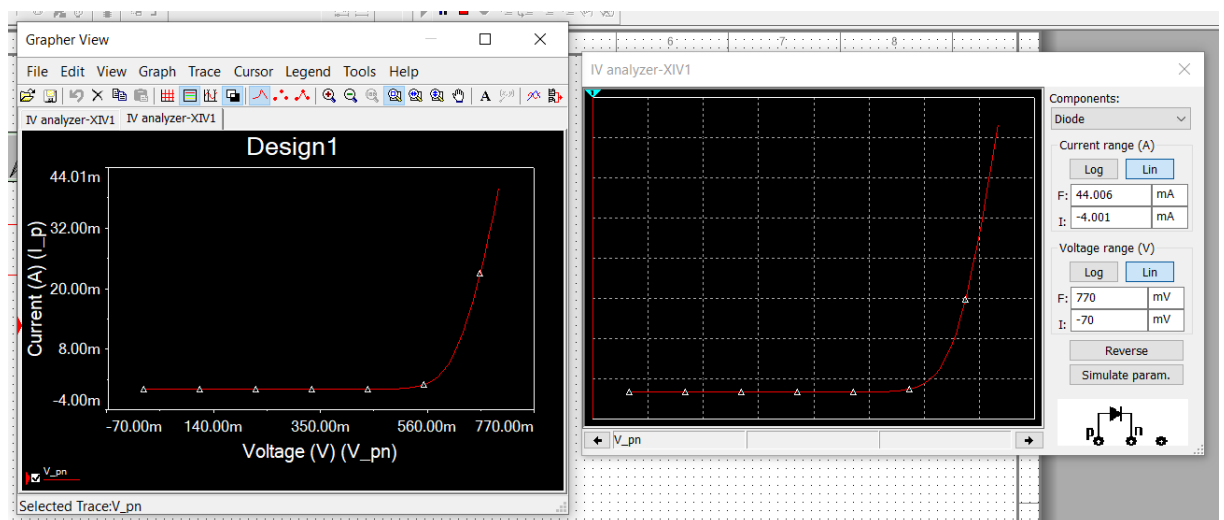 Grapher View
File Edit View Graph Trace Cursor Legend Tools Help
IV analyzer-XIV1 IV analyzer-XIV1
Design1
44.01m
32.00m
20.00m
8.00m
-4.00m
Current (A) (I_p)
-70.00m 140.00m 350.00m 560.00m 770.00m
Voltage (V) (V_pn)
V_pn
Selected Trace:V_pn
6 7 8
IV analyzer-XIV1
1
V_pn
Components:
Diode
Current range (A)
Log Lin
F: 44.006 mA
I: -4.001 mA
Voltage range (V)
Log Lin
F: 770 mV
I: -70 mV
Reverse
Simulate param.
p n